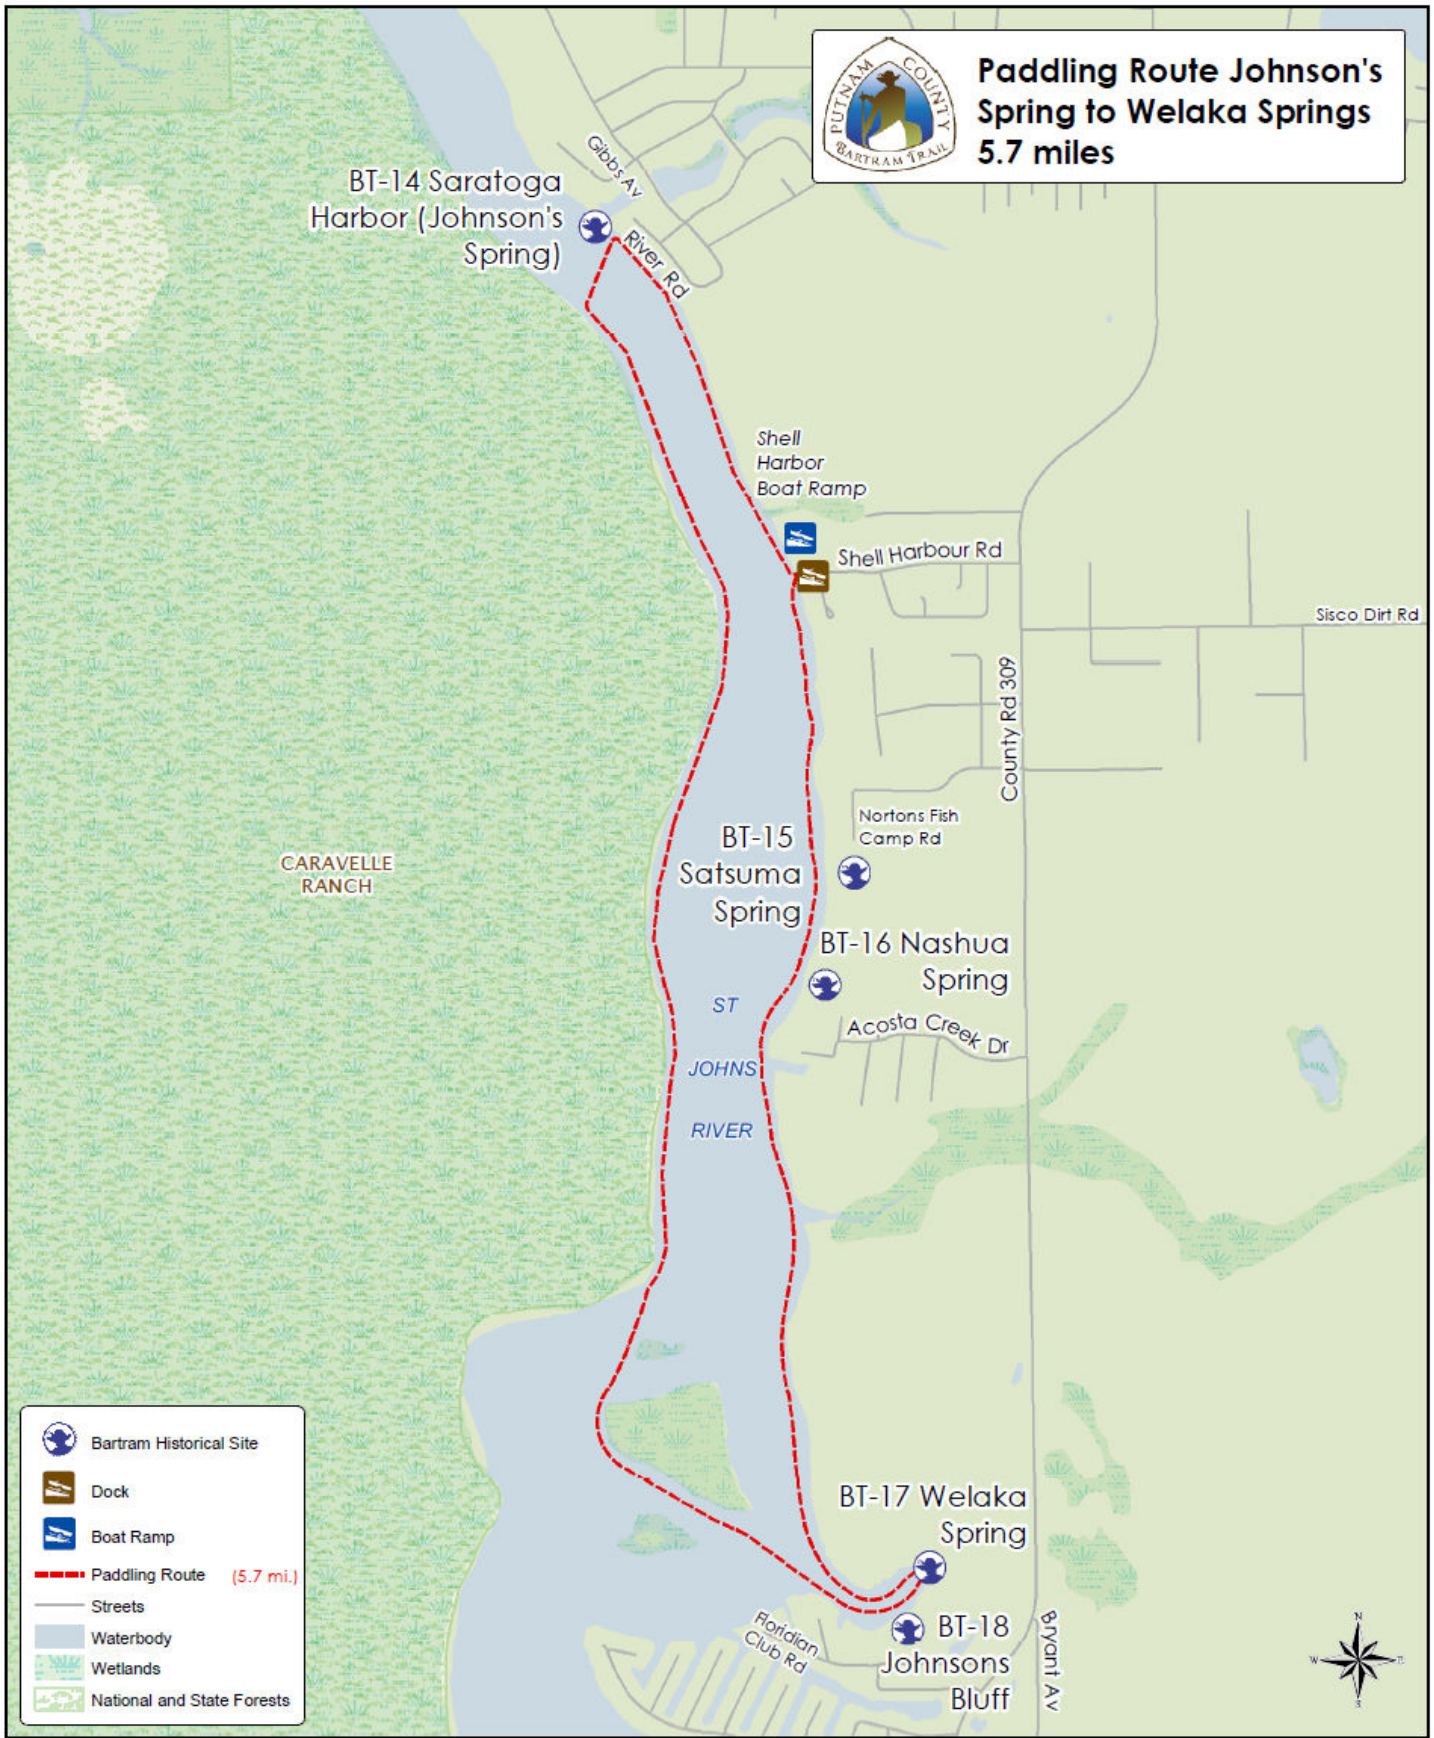 PUTNAM COUNTY
BARTRAM TRAIL
Paddling Route Johnson's
Spring to Welaka Springs
5.7 miles
Gibbs Av
BT-14 Saratoga
Harbor (Johnson's
Spring)
River Rd
Shell
Harbor
Boat Ramp
Shell Harbour Rd
Sisco Dirt Rd
County Rd 309
Nortons Fish
Camp Rd
BT-15
Satsuma
Spring
CARAVELLE
RANCH
BT-16 Nashua
Spring
ST
JOHNS
RIVER
Acosta Creek Dr
BT-17 Welaka
Spring
BT-18
Johnsons
Bluff
Floridian
Club Rd
Bryant Av
Bartram Historical Site
Dock
Boat Ramp
Paddling Route (5.7 mi.)
Streets
Waterbody
Wetlands
National and State Forests
N
W E
S